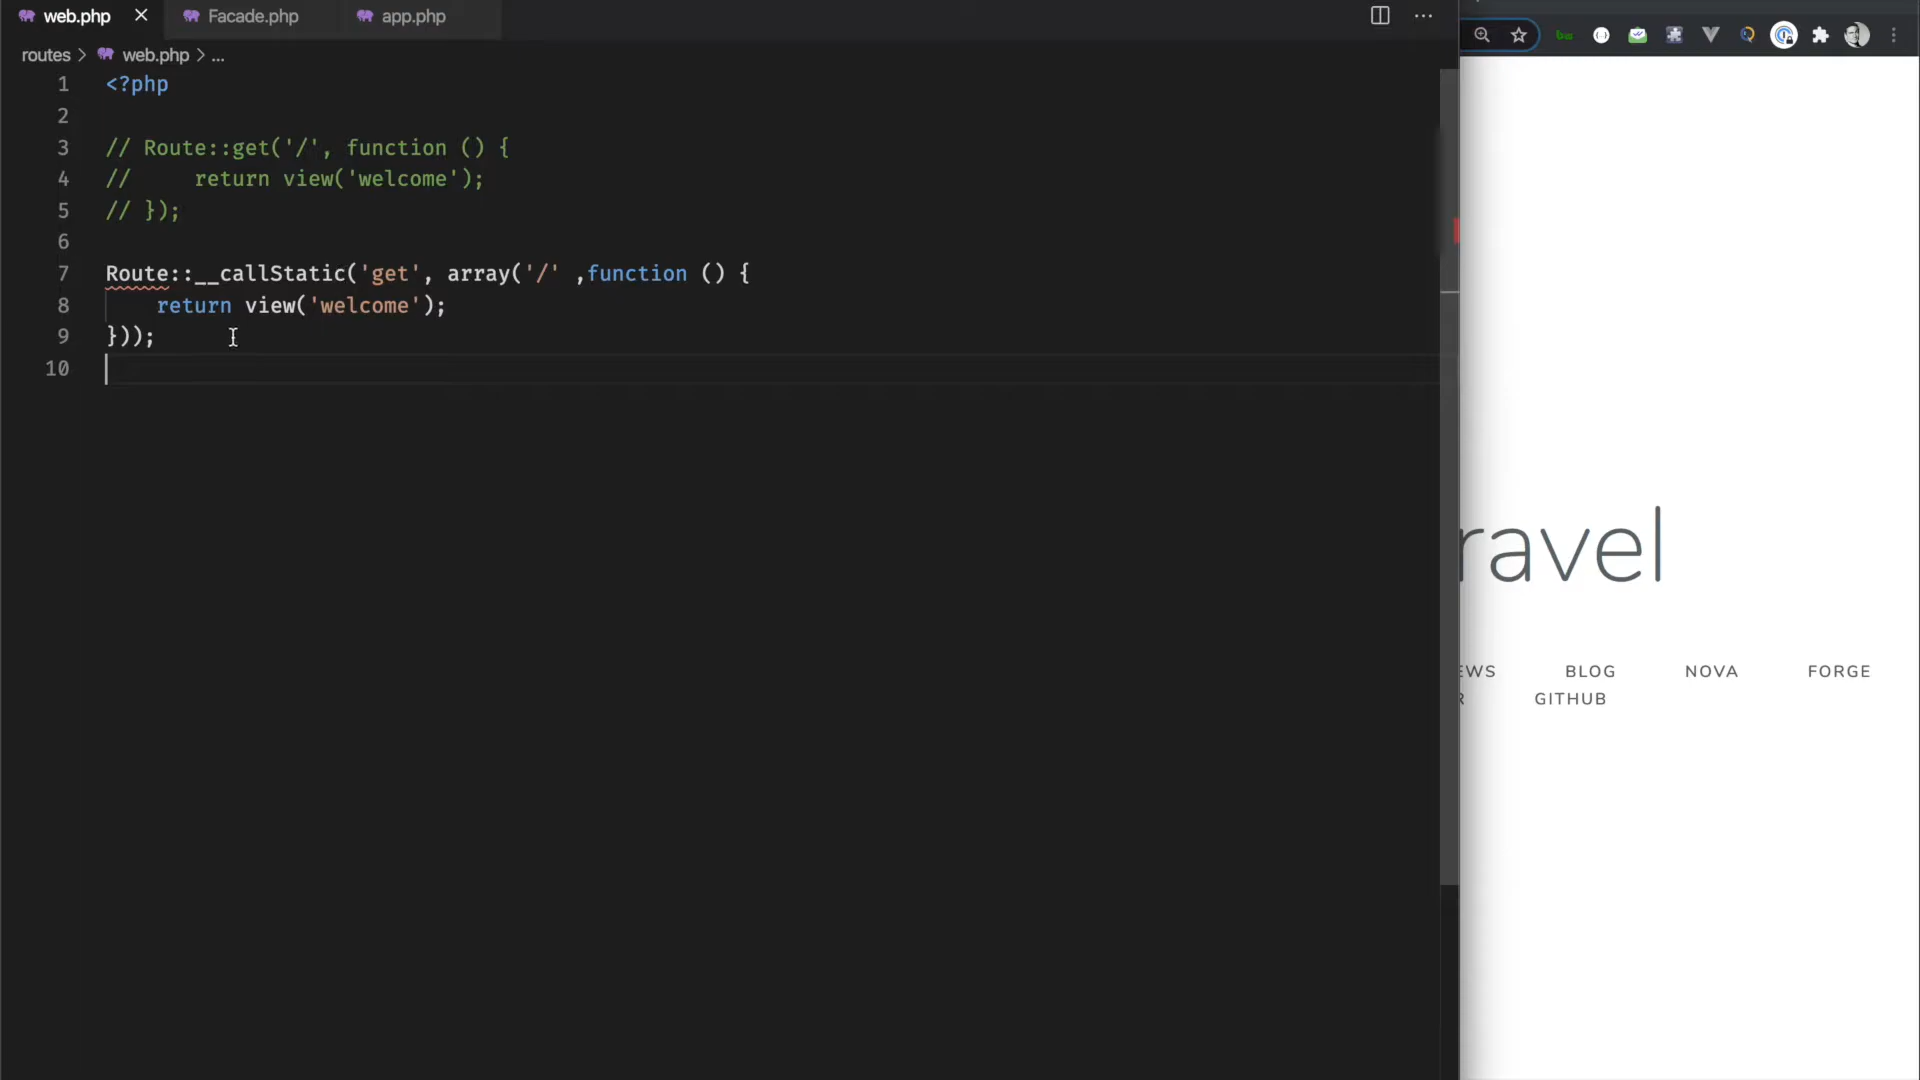 web.php
Facade.php
app.php
routes > web.php > ...
1 <?php
2
3 // Route::get('/', function () {
4 //     return view('welcome');
5 // });
6
7 Route::__callStatic('get', array('/' ,function () {
8     return view('welcome');
9 }));
10
ravel
EWS BLOG NOVA FORGE
R GITHUB